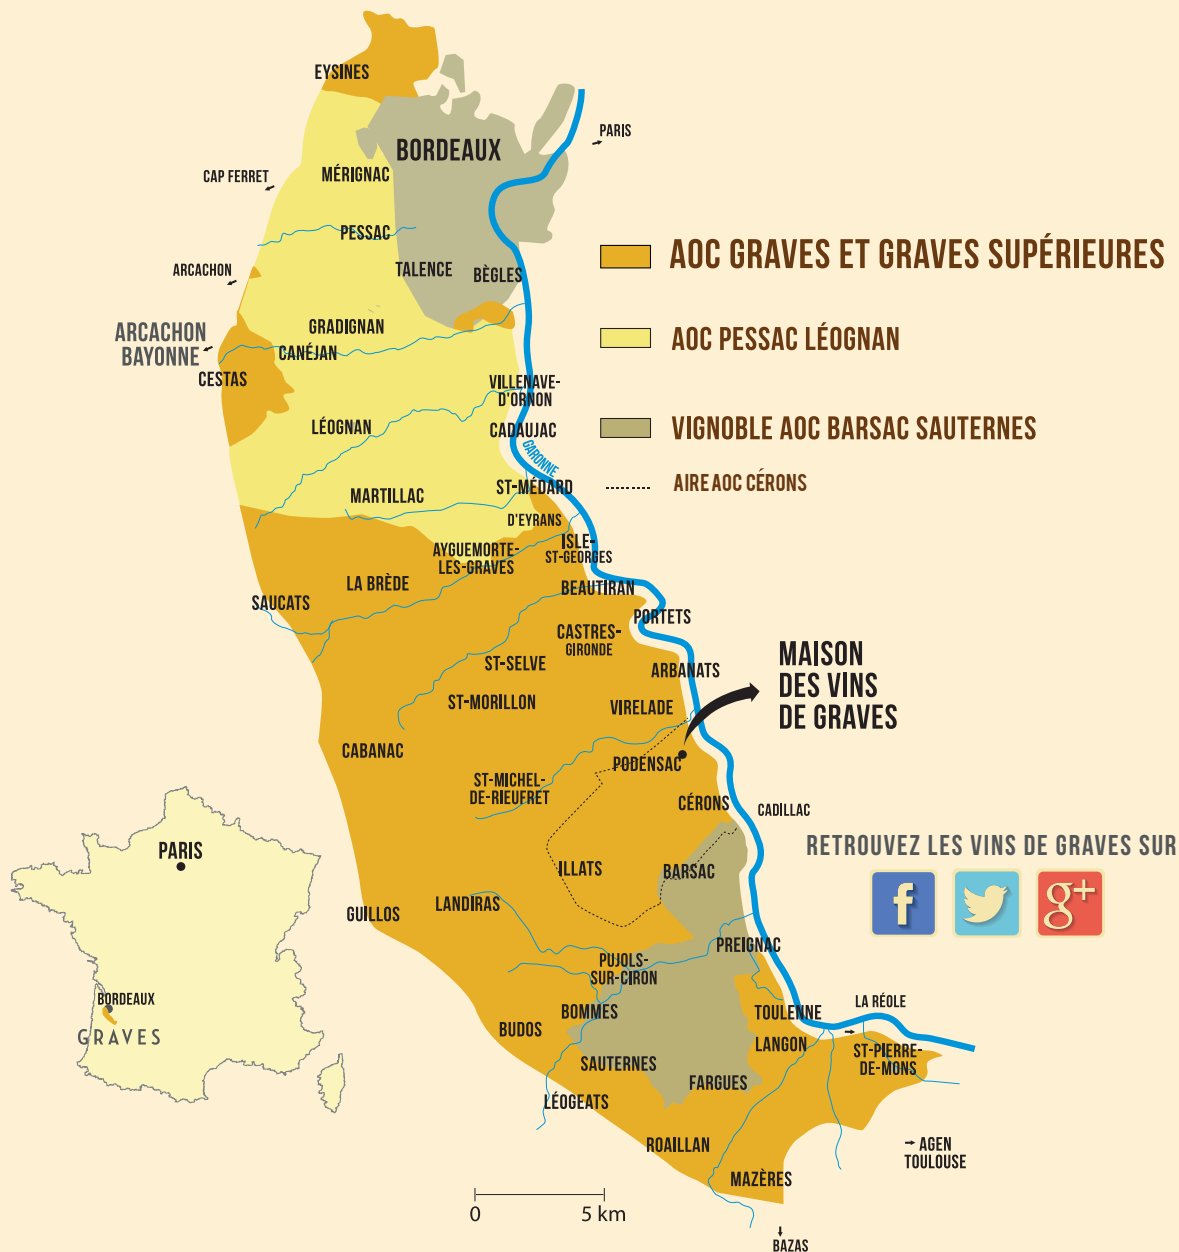 EYSINES
BORDEAUX
PARIS
CAP FERRET
MÉRIGNAC
PESSAC
TALENCE
BÈGLES
ARCACHON
AOC GRAVES ET GRAVES SUPÉRIEURES
GRADIGNAN
ARCACHON
BAYONNE
CANÉJAN
CESTAS
AOC PESSAC LÉOGNAN
VILLENAVE-
D'ORNON
LÉOGNAN
CADAUJAC
VIGNOBLE AOC BARSAC SAUTERNES
GARONNE
AIRE AOC CÉRONS
MARTILLAC
ST-MÉDARD
D'EYRANS
AYGUEMORTE-
LES-GRAVES
ISLE-
ST-GEORGES
LA BRÈDE
BEAUTIRAN
SAUCATS
PORTETS
CASTRES-
GIRONDE
ST-SELVE
ARBANATS
MAISON
DES VINS
DE GRAVES
ST-MORILLON
VIRELADE
CABANAC
PODENSAC
ST-MICHEL-
DE-RIEUFRET
CÉRONS
CADILLAC
PARIS
RETROUVEZ LES VINS DE GRAVES SUR
f
g+
ILLATS
BARSAC
LANDIRAS
GUILLOS
PREIGNAC
PUJOLS-
SUR-CIRON
BORDEAUX
GRAVES
BOMMES
BUDOS
TOULENNE
LA RÉOLE
LANGON
ST-PIERRE-
DE-MONS
SAUTERNES
FARGUES
LÉOGEATS
ROAILLAN
AGEN
TOULOUSE
MAZÈRES
0 5 km
BAZAS